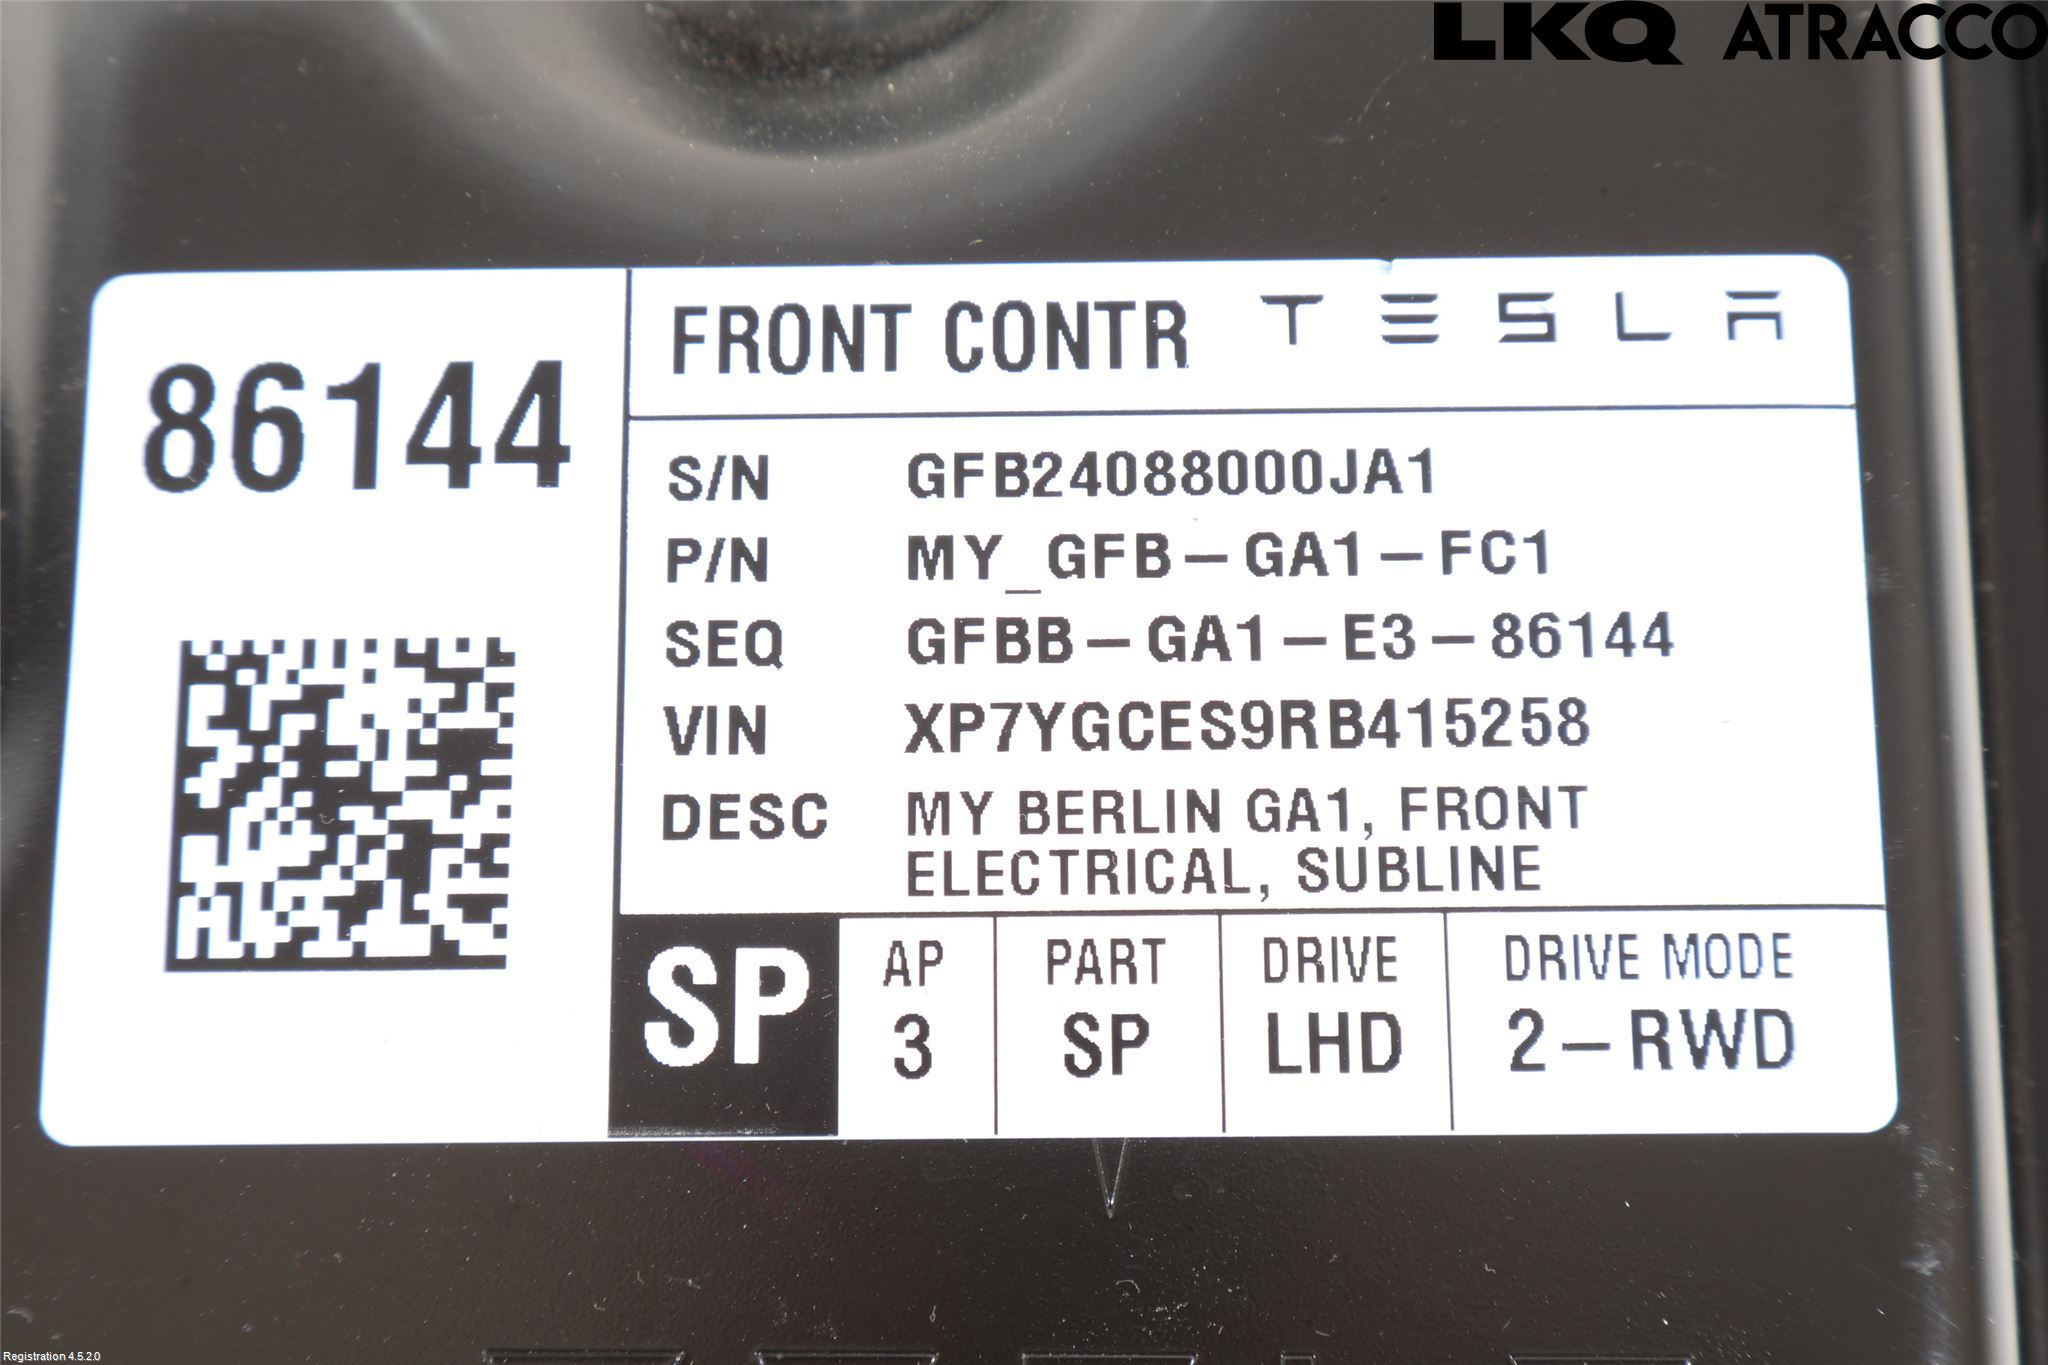 LKQ ATRACCO
86144
FRONT CONTR TESLA
S/N GFB24088000JA1
P/N MY_GFB-GA1-FC1
SEQ GFBB-GA1-E3-86144
VIN XP7YGCES9RB415258
DESC MY BERLIN GA1, FRONT
ELECTRICAL, SUBLINE
SP
AP PART DRIVE DRIVE MODE
3 SP LHD 2-RWD
Registration 4.5.2.0